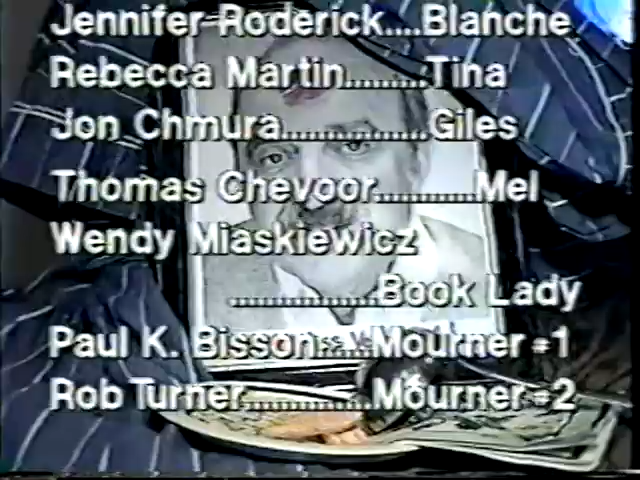 Jennifer Roderick....Blanche
Rebecca Martin.........Tina
Jon Chmura................Giles
Thomas Chevoor...........Mel
Wendy Miaskiewicz
................Book Lady
Paul K. Bisson......Mourner #1
Rob Turner..............Mourner #2